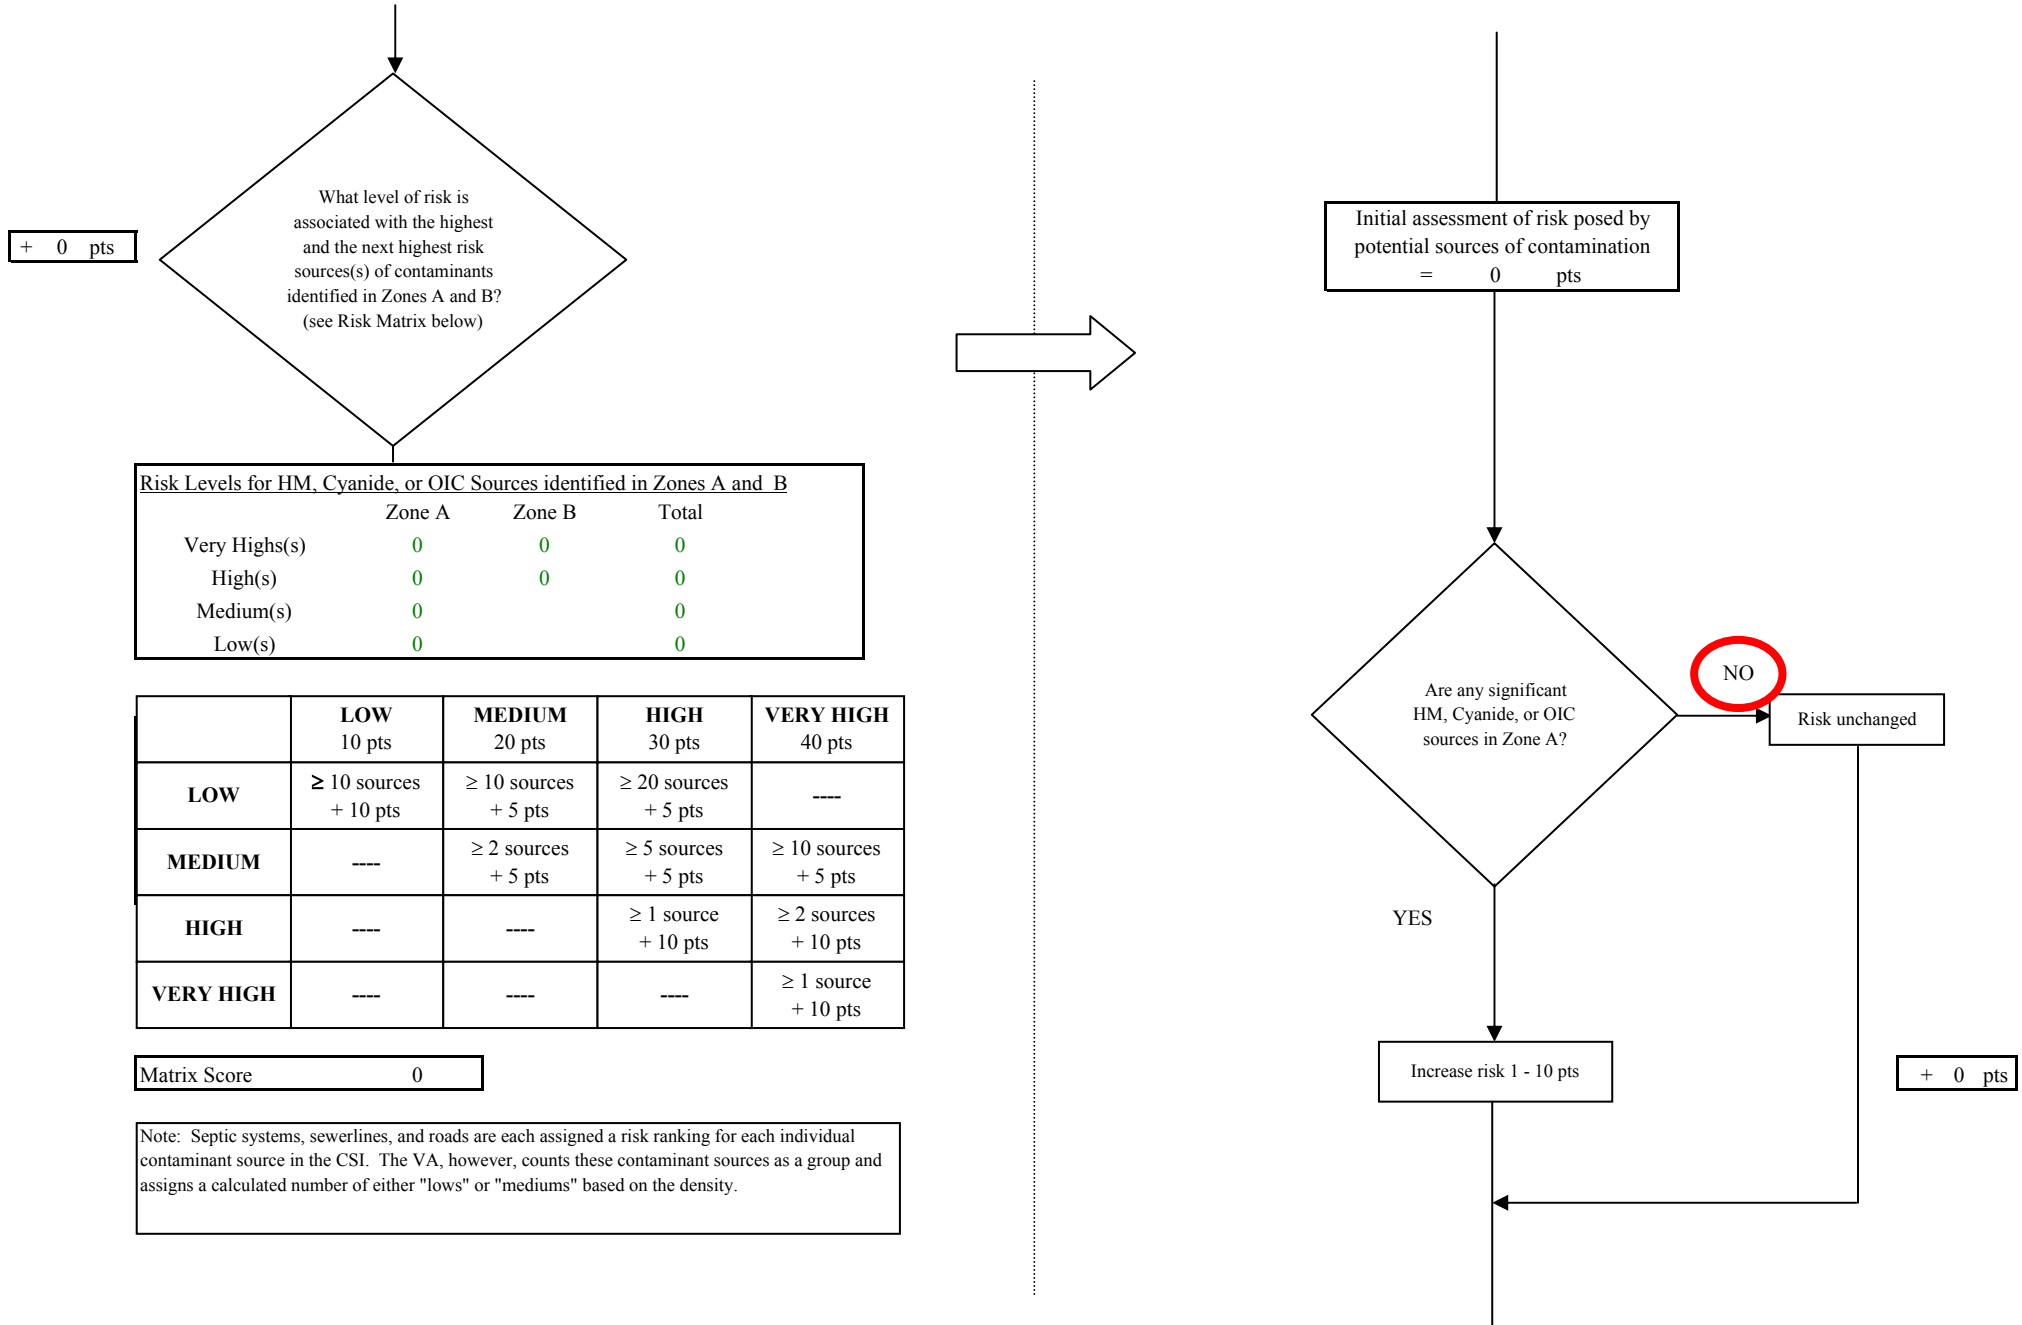 What level of risk is
associated with the highest
and the next highest risk
sources(s) of contaminants
identified in Zones A and B?
(see Risk Matrix below)
+ 0 pts
Risk Levels for HM, Cyanide, or OIC Sources identified in Zones A and B
Zone A Zone B Total
Very Highs(s) 0 0 0
High(s) 0 0 0
Medium(s) 0 0
Low(s) 0 0
LOW MEDIUM HIGH VERY HIGH
10 pts 20 pts 30 pts 40 pts
LOW
≥ 10 sources ≥ 10 sources ≥ 20 sources ----
+ 10 pts + 5 pts + 5 pts
MEDIUM
---- ≥ 2 sources ≥ 5 sources ≥ 10 sources
+ 5 pts + 5 pts + 5 pts
HIGH
---- ---- ≥ 1 source ≥ 2 sources
+ 10 pts + 10 pts
VERY HIGH
---- ---- ---- ≥ 1 source
+ 10 pts
Matrix Score 0
Note: Septic systems, sewerlines, and roads are each assigned a risk ranking for each individual
contaminant source in the CSI. The VA, however, counts these contaminant sources as a group and
assigns a calculated number of either "lows" or "mediums" based on the density.
Initial assessment of risk posed by
potential sources of contamination
= 0 pts
Are any significant
HM, Cyanide, or OIC
sources in Zone A?
NO
Risk unchanged
YES
Increase risk 1 - 10 pts
+ 0 pts